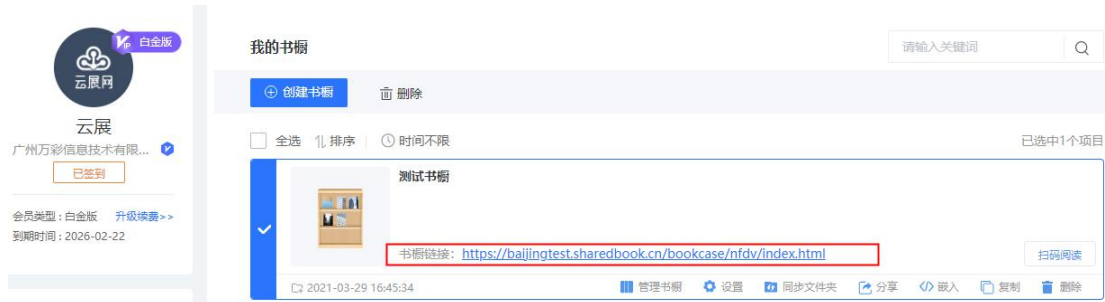 VIP 白金版
云展网
云展
广州万彩信息技术有限...
已签到
会员类型：白金版 升级续费>>
到期时间：2026-02-22
我的书橱
请输入关键词
创建书橱 删除
全选 排序 时间不限 已选中1个项目
测试书橱
书橱链接：https://baijingtest.sharedbook.cn/bookcase/nfdv/index.html
扫码阅读
2021-03-29 16:45:34 管理书橱 设置 同步文件夹 分享 嵌入 复制 删除